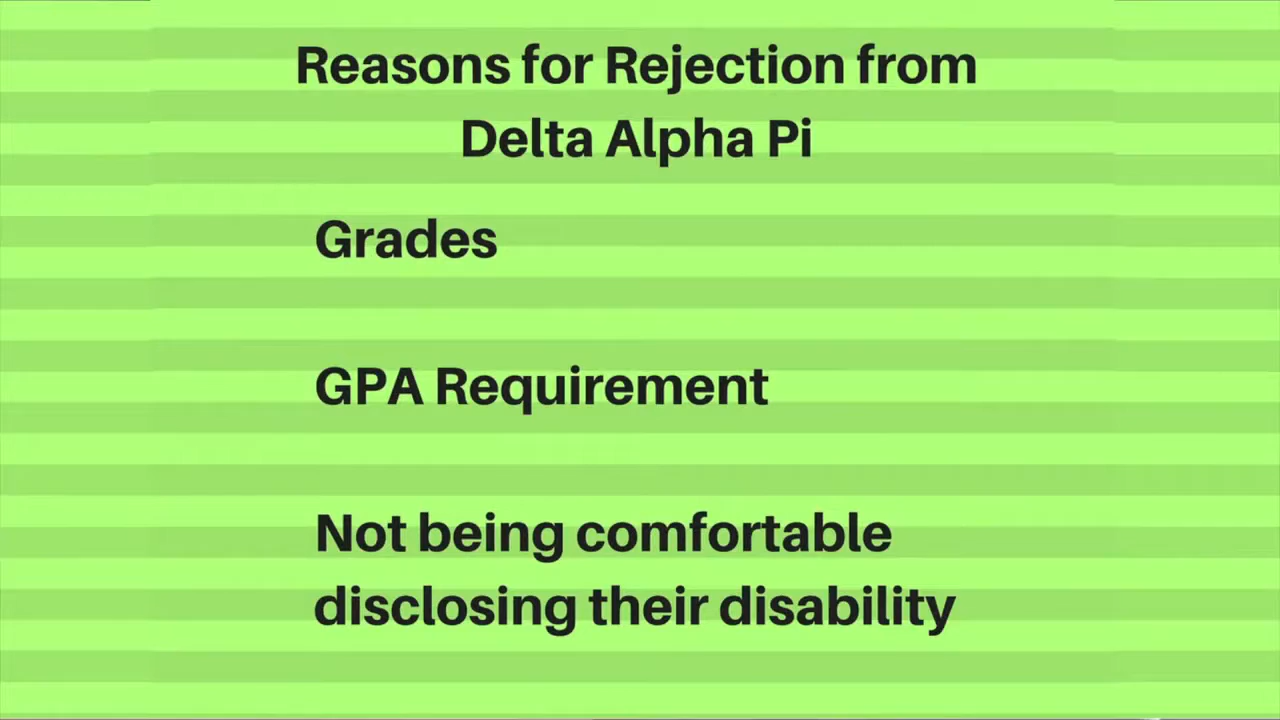 Reasons for Rejection from
Delta Alpha Pi
Grades
GPA Requirement
Not being comfortable
disclosing their disability